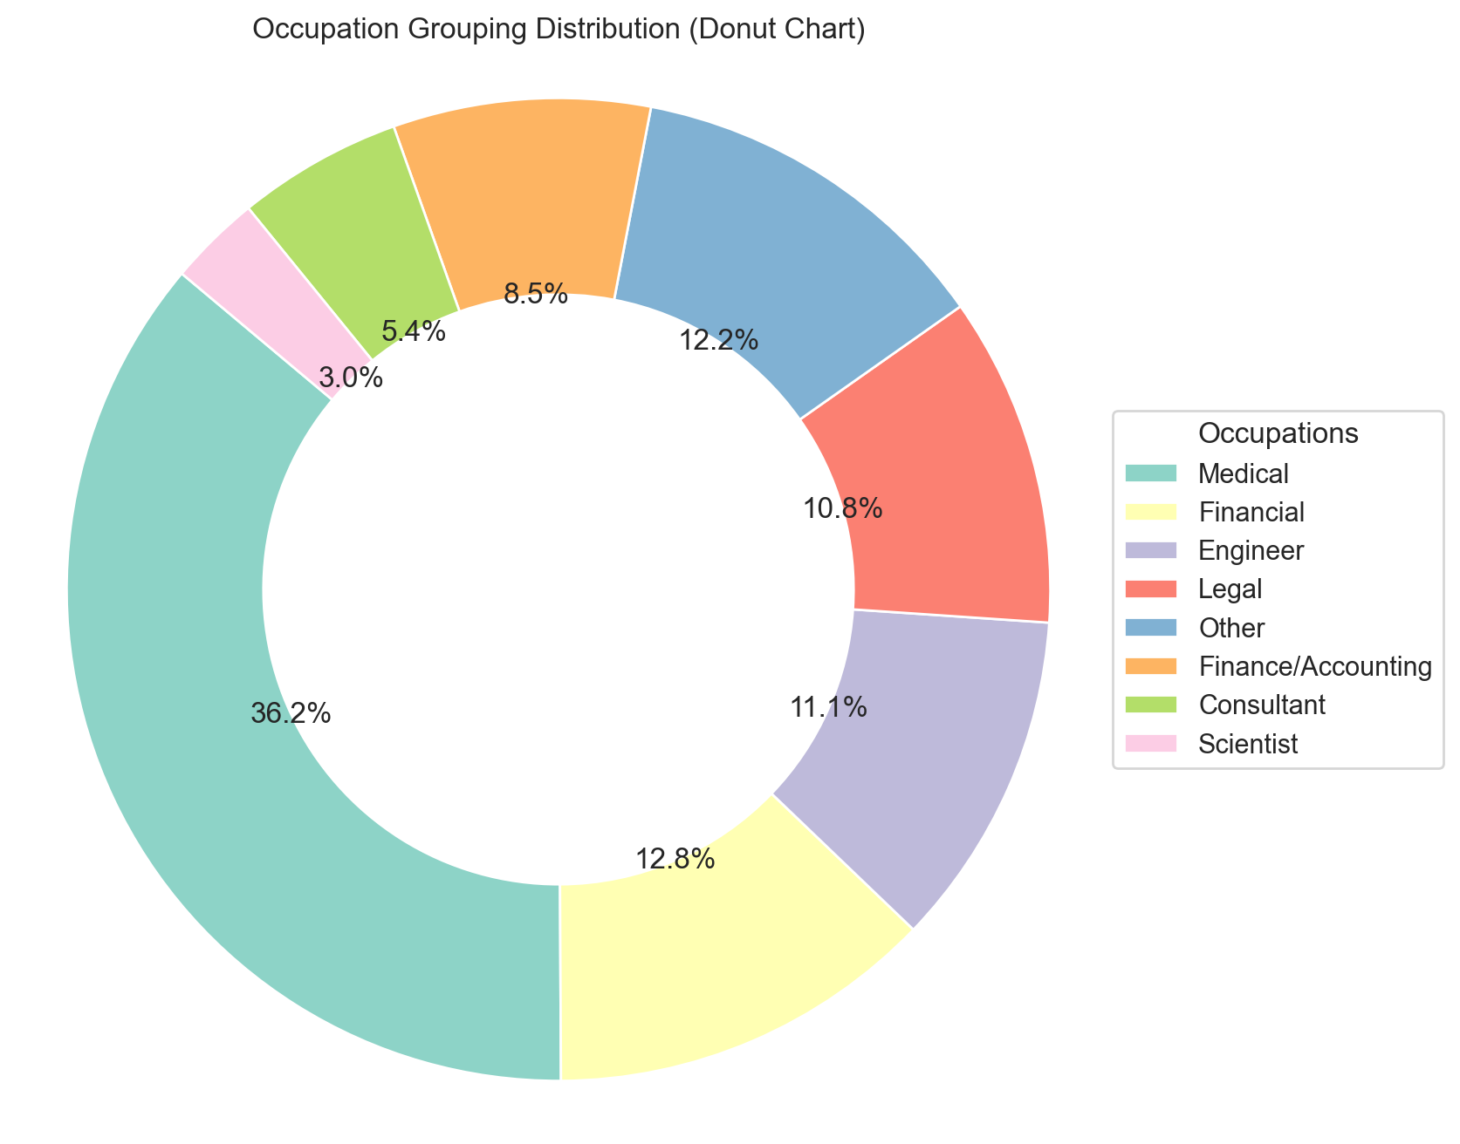 Occupation Grouping Distribution (Donut Chart)
8.5%
5.4%
12.2%
3.0%
10.8%
36.2%
11.1%
12.8%
Occupations
Medical
Financial
Engineer
Legal
Other
Finance/Accounting
Consultant
Scientist